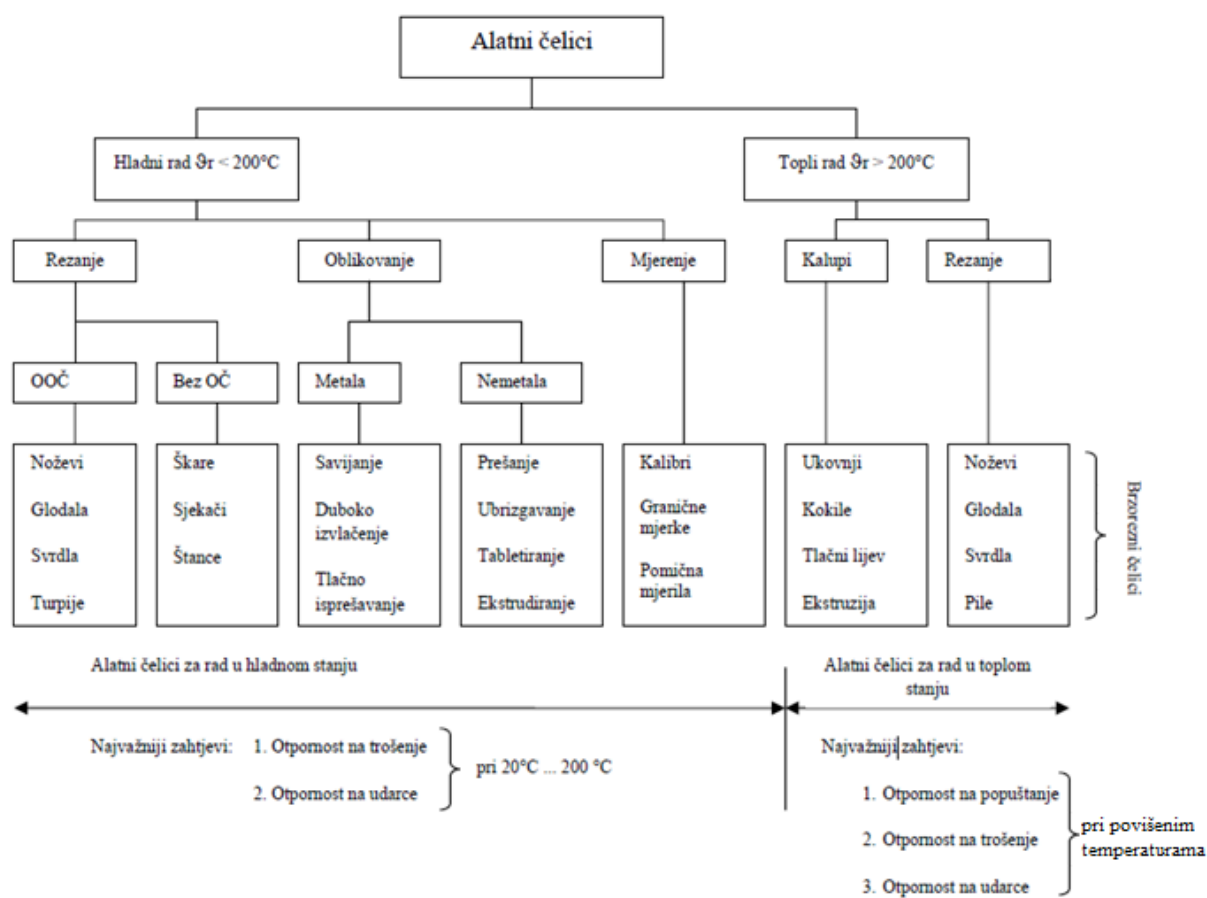 Alatni čelici
Hladni rad ϑr < 200°C
Topli rad ϑr > 200°C
Rezanje
Oblikovanje
Mjerenje
Kalupi
Rezanje
OOČ
Bez OČ
Metala
Nemetala
Noževi
Glodala
Svrdla
Turpije
Škare
Sjekači
Štance
Savijanje
Duboko
izvlačenje
Tlačno
isprešavanje
Prešanje
Ubrizgavanje
Tabletiranje
Ekstrudiranje
Kalibri
Granične
mjerke
Pomična
mjerila
Ukovnji
Kokile
Tlačni lijev
Ekstruzija
Noževi
Glodala
Svrdla
Pile
Brzorezni čelici
Alatni čelici za rad u hladnom stanju
Alatni čelici za rad u toplom
stanju
Najvažniji zahtjevi:
1. Otpornost na trošenje
2. Otpornost na udarce
pri 20°C ... 200 °C
Najvažniji zahtjevi:
1. Otpornost na popuštanje
2. Otpornost na trošenje
3. Otpornost na udarce
pri povišenim
temperaturama